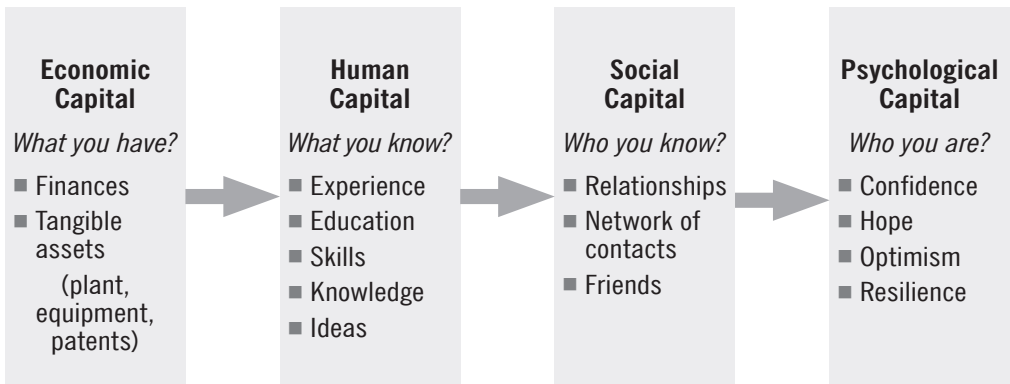 Economic
Capital
What you have?
■ Finances
■ Tangible
assets
(plant,
equipment,
patents)
Human
Capital
What you know?
■ Experience
■ Education
■ Skills
■ Knowledge
■ Ideas
Social
Capital
Who you know?
■ Relationships
■ Network of
contacts
■ Friends
Psychological
Capital
Who you are?
■ Confidence
■ Hope
■ Optimism
■ Resilience